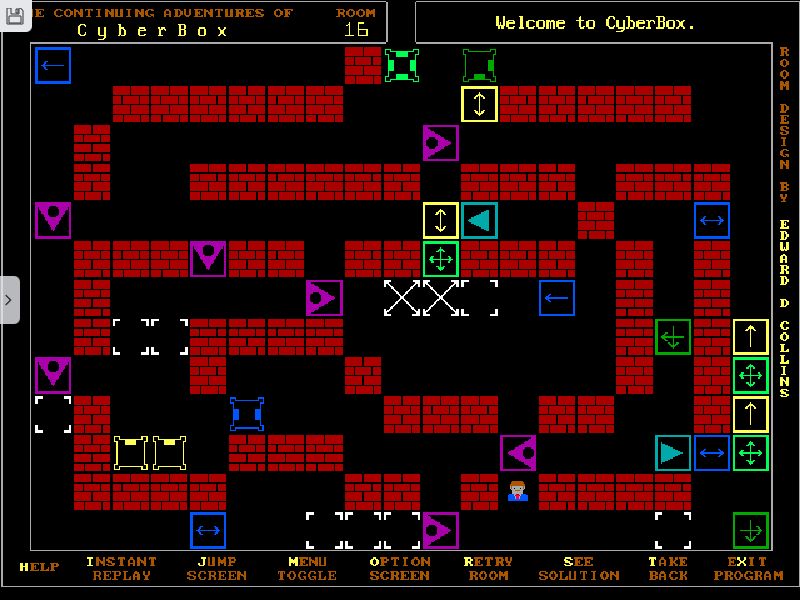 E CONTINUING ADVENTURES OF
CyberBox
ROOM
16
Welcome to CyberBox.
ROOM DESIGN BY EDWARD D COLLINS
HELP
INSTANT REPLAY
JUMP SCREEN
MENU TOGGLE
OPTION SCREEN
RETRY ROOM
SEE SOLUTION
TAKE BACK
EXIT PROGRAM